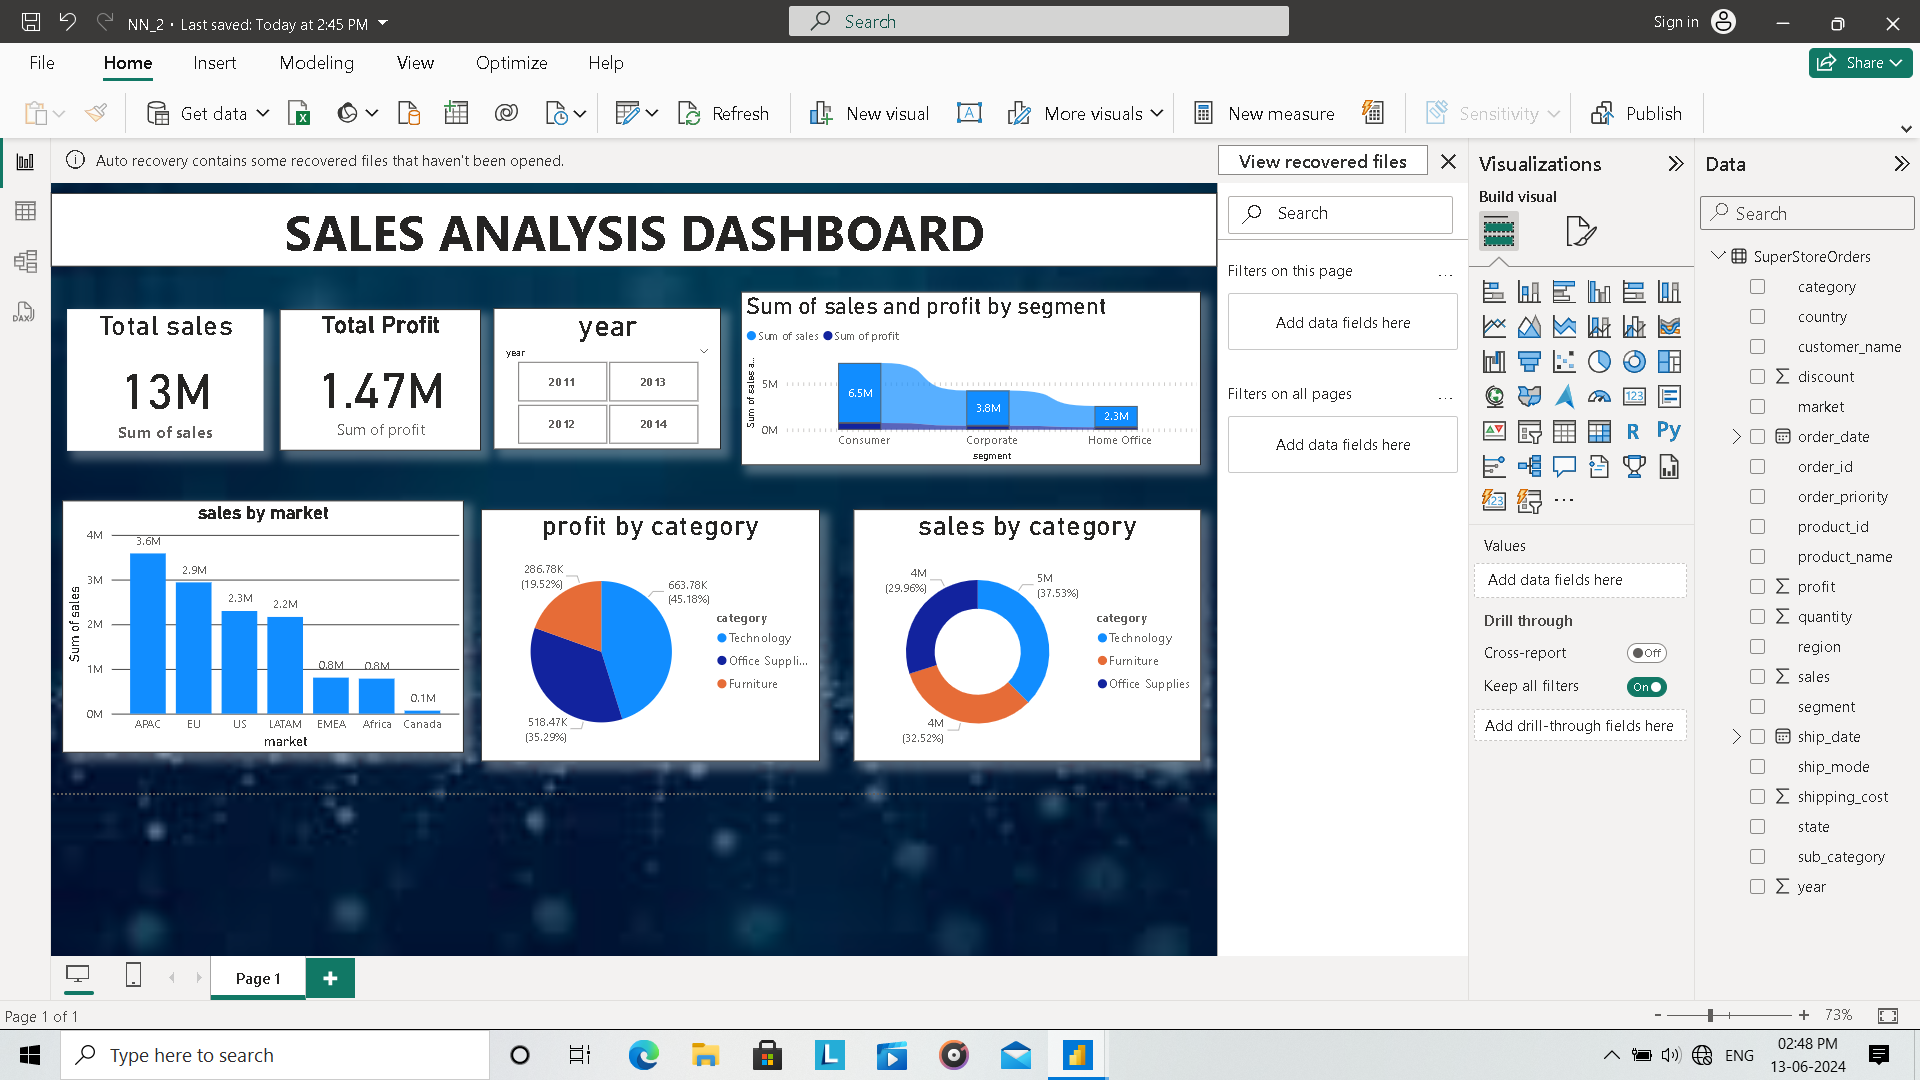 NN_2 • Last saved: Today at 2:45 PM
Search
Sign in
File
Home
Insert
Modeling
View
Optimize
Help
Share
Get data
Refresh
New visual
More visuals
New measure
Sensitivity
Publish
Auto recovery contains some recovered files that haven't been opened.
View recovered files
SALES ANALYSIS DASHBOARD
Total sales
13M
Sum of sales
Total Profit
1.47M
Sum of profit
year
year
2011
2013
2012
2014
Sum of sales and profit by segment
Sum of sales
Sum of profit
Sum of sales a...
5M
0M
6.5M
3.8M
2.3M
Consumer
Corporate
Home Office
segment
sales by market
Sum of sales
4M
3M
2M
1M
0M
3.6M
2.9M
2.3M
2.2M
0.8M
0.8M
0.1M
APAC
EU
US
LATAM
EMEA
Africa
Canada
market
profit by category
286.78K
(19.52%)
663.78K
(45.18%)
518.47K
(35.29%)
category
Technology
Office Suppli...
Furniture
sales by category
4M
(29.96%)
5M
(37.53%)
4M
(32.52%)
category
Technology
Furniture
Office Supplies
Search
Filters on this page
...
Add data fields here
Filters on all pages
...
Add data fields here
Visualizations
Build visual
123
R
Py
123
...
Values
Add data fields here
Drill through
Cross-report
Off
Keep all filters
On
Add drill-through fields here
Data
Search
SuperStoreOrders
category
country
customer_name
discount
market
order_date
order_id
order_priority
product_id
product_name
profit
quantity
region
sales
segment
ship_date
ship_mode
shipping_cost
state
sub_category
year
DAX
Page 1
Page 1 of 1
- + 73%
Type here to search
L
ENG
02:48 PM
13-06-2024